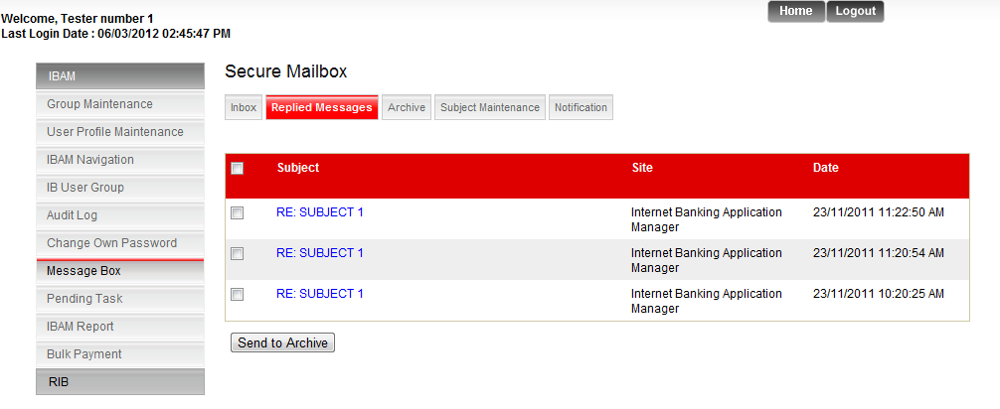 Home Logout
Welcome, Tester number 1
Last Login Date : 06/03/2012 02:45:47 PM
IBAM
Group Maintenance
User Profile Maintenance
IBAM Navigation
IB User Group
Audit Log
Change Own Password
Message Box
Pending Task
IBAM Report
Bulk Payment
RIB
Secure Mailbox
Inbox Replied Messages Archive Subject Maintenance Notification
Subject Site Date
RE: SUBJECT 1 Internet Banking Application 23/11/2011 11:22:50 AM
Manager
RE: SUBJECT 1 Internet Banking Application 23/11/2011 11:20:54 AM
Manager
RE: SUBJECT 1 Internet Banking Application 23/11/2011 10:20:25 AM
Manager
Send to Archive